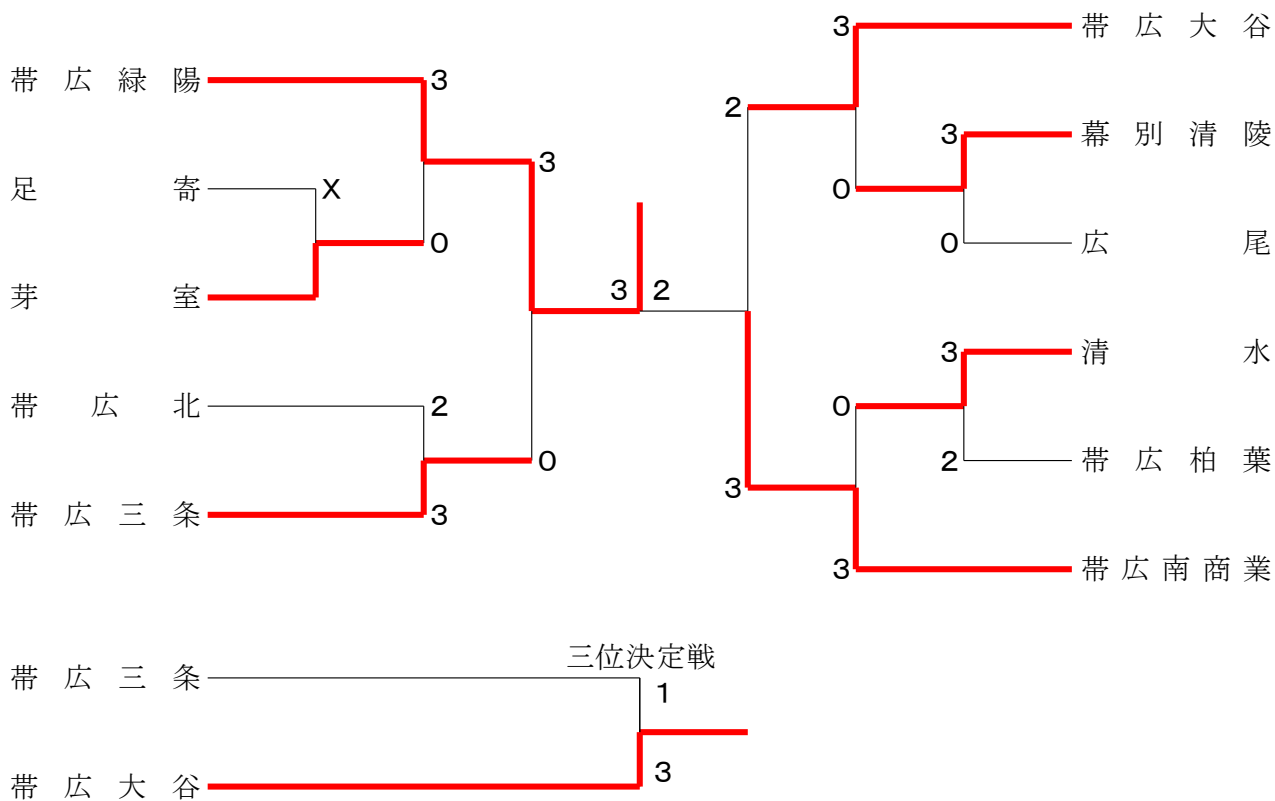 3 帯広大谷
帯広緑陽 3
2
3 幕別清陵
3
足寄 X
0
0 0 広尾
芽室
3 2
3 清水
帯広北 2
0
0
2 帯広柏葉
3
帯広三条 3
3 帯広南商業
三位決定戦
帯広三条
1
3
帯広大谷